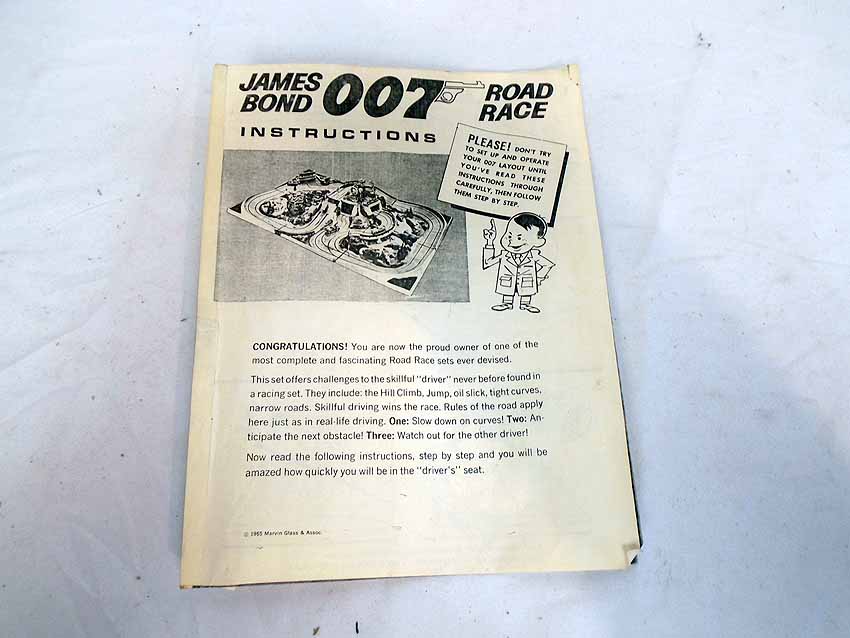 JAMES BOND 007 ROAD RACE
INSTRUCTIONS
PLEASE! DON'T TRY
TO SET UP AND OPERATE
YOUR 007 LAYOUT UNTIL
YOU'VE READ THESE
INSTRUCTIONS THROUGH
CAREFULLY, THEN FOLLOW
THEM STEP BY STEP.
CONGRATULATIONS! You are now the proud owner of one of the
most complete and fascinating Road Race sets ever devised.
This set offers challenges to the skillful "driver" never before found in
a racing set. They include: the Hill Climb, Jump, oil slick, tight curves,
narrow roads. Skillful driving wins the race. Rules of the road apply
here just as in real-life driving. One: Slow down on curves! Two: An-
ticipate the next obstacle! Three: Watch out for the other driver!
Now read the following instructions, step by step and you will be
amazed how quickly you will be in the "driver's" seat.
© 1965 Marvin Glass & Assoc.